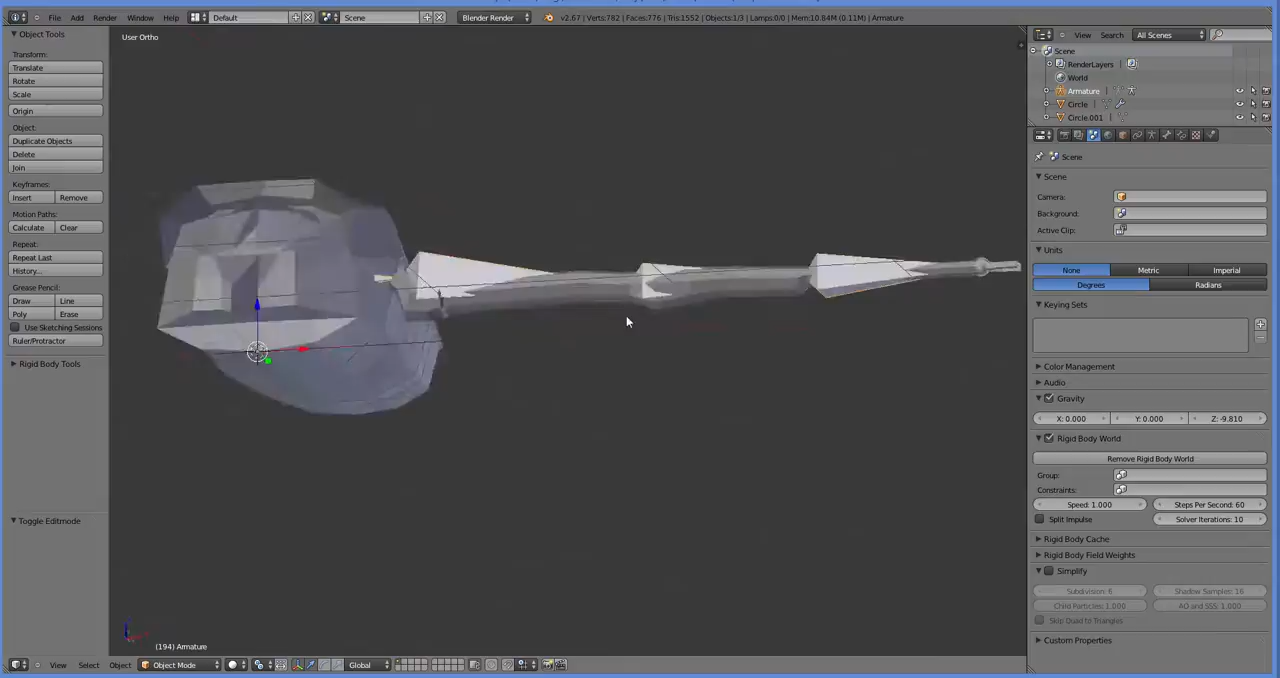 File Add Render Window Help Default Scene Blender Render v2.67 | Verts:782 | Faces:776 | Tris:1552 | Objects:1/3 | Lamps:0/0 | Mem:10.84M (0.11M) | Armature
Object Tools
Transform:
Translate
Rotate
Scale
Origin
Object:
Duplicate Objects
Delete
Join
Keyframes:
Insert Remove
Motion Paths:
Calculate Clear
Repeat:
Repeat Last
History...
Grease Pencil:
Draw Line
Poly Erase
Use Sketching Sessions
Ruler/Protractor
Rigid Body Tools
Toggle Editmode
User Ortho
(194) Armature
View Select Object Object Mode Global
View Search All Scenes
Scene
RenderLayers
World
Armature
Circle
Circle.001
Scene
Scene
Camera:
Background:
Active Clip:
Units
None Metric Imperial
Degrees Radians
Keying Sets
Color Management
Audio
Gravity
X: 0.000 Y: 0.000 Z: -9.810
Rigid Body World
Remove Rigid Body World
Group:
Constraints:
Speed: 1.000 Steps Per Second: 60
Split Impulse Solver Iterations: 10
Rigid Body Cache
Rigid Body Field Weights
Simplify
Subdivision: 6 Shadow Samples: 16
Child Particles: 1.000 AO and SSS: 1.000
Skip Quad to Triangles
Custom Properties